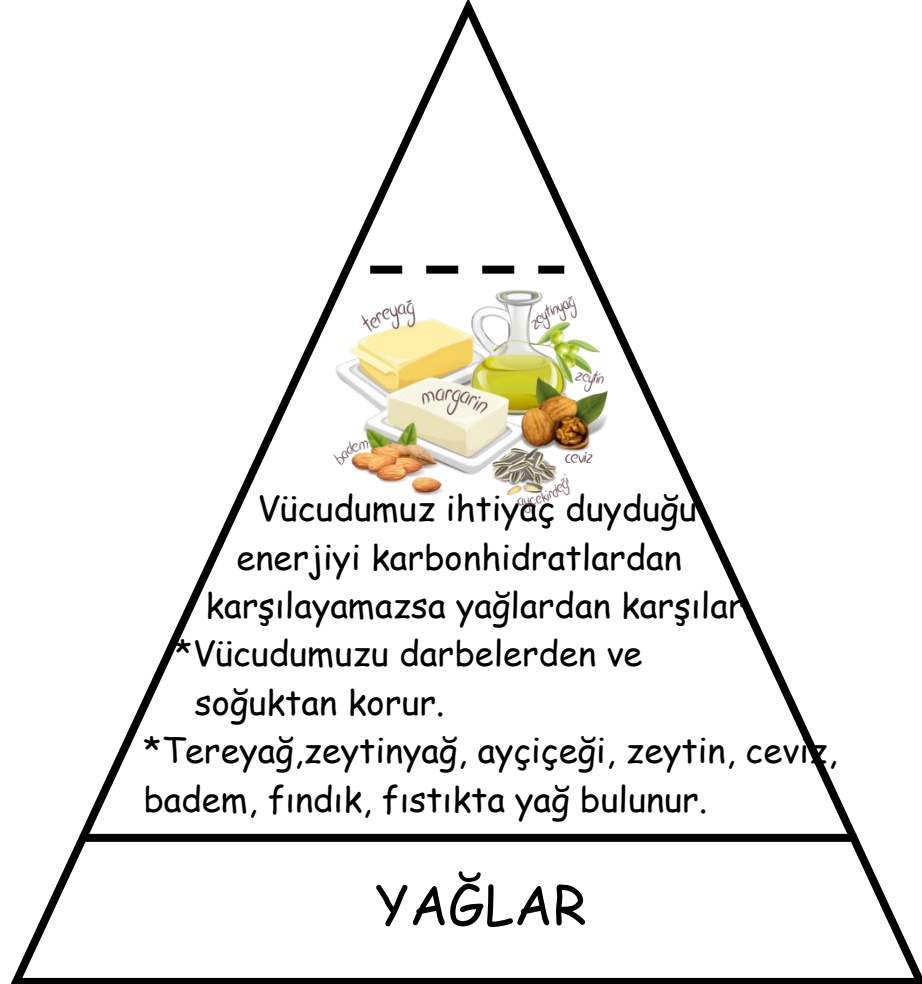 tereyağ
zeytinyağ
zeytin
margarin
badem
ceviz
ayçekirdeği
Vücudumuz ihtiyaç duyduğu
enerjiyi karbonhidratlardan
karşılayamazsa yağlardan karşılar
*Vücudumuzu darbelerden ve
soğuktan korur.
*Tereyağ,zeytinyağ, ayçiçeği, zeytin, ceviz,
badem, fındık, fıstıkta yağ bulunur.
YAĞLAR